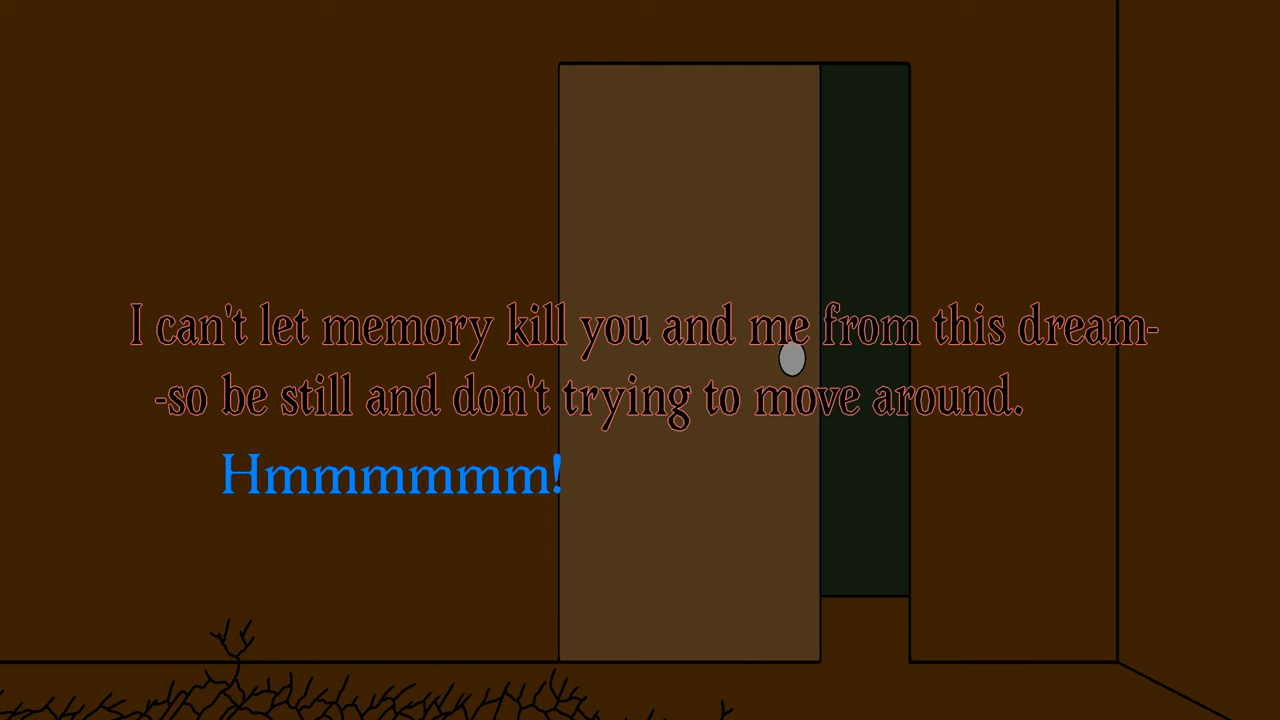 I can't let memory kill you and me from this dream-
-so be still and don't trying to move around.
Hmmmmmm!